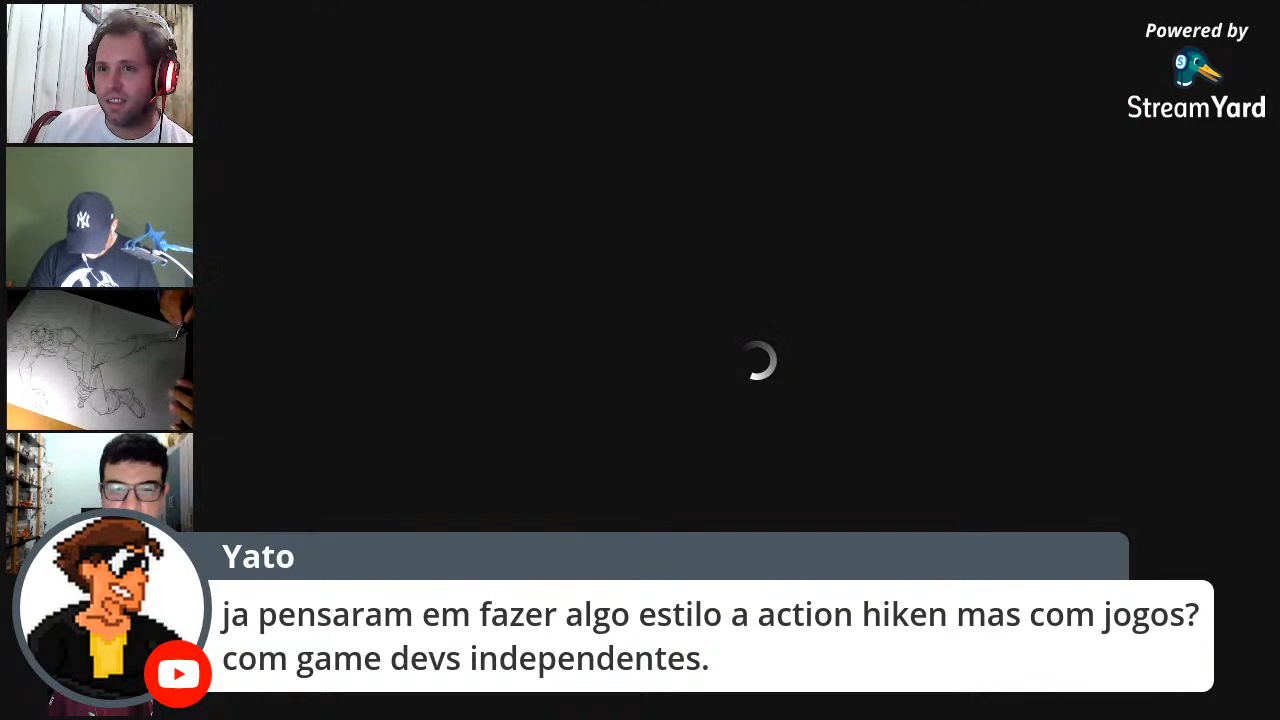 Powered by
StreamYard
NY
Yato
ja pensaram em fazer algo estilo a action hiken mas com jogos?
com game devs independentes.